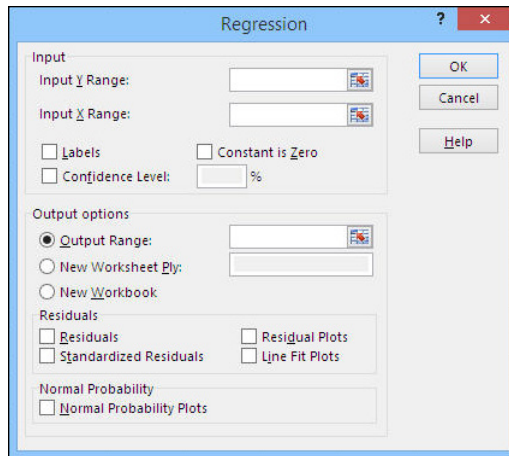 Regression
?
×
Input
Input Y Range:
Input X Range:
Labels
Constant is Zero
Confidence Level:
%
OK
Cancel
Help
Output options
Output Range:
New Worksheet Ply:
New Workbook
Residuals
Residuals
Residual Plots
Standardized Residuals
Line Fit Plots
Normal Probability
Normal Probability Plots